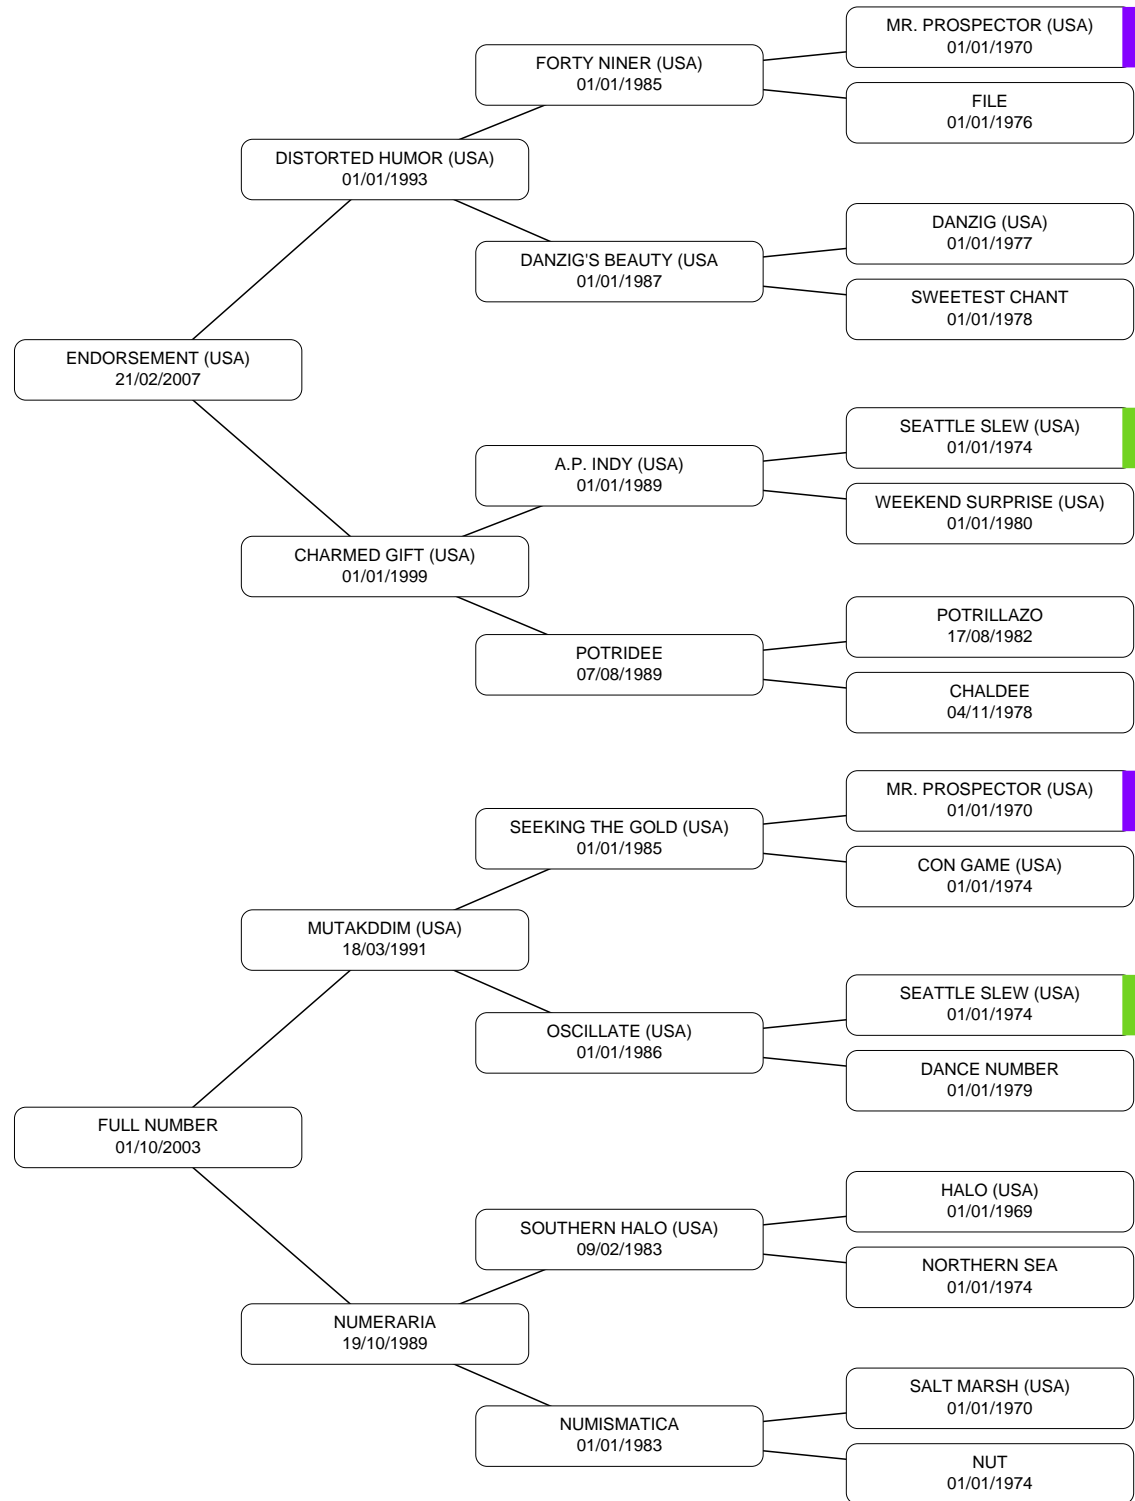 MR. PROSPECTOR (USA)
01/01/1970
FORTY NINER (USA)
01/01/1985
FILE
01/01/1976
DISTORTED HUMOR (USA)
01/01/1993
DANZIG (USA)
01/01/1977
DANZIG'S BEAUTY (USA
01/01/1987
SWEETEST CHANT
01/01/1978
ENDORSEMENT (USA)
21/02/2007
SEATTLE SLEW (USA)
01/01/1974
A.P. INDY (USA)
01/01/1989
WEEKEND SURPRISE (USA)
01/01/1980
CHARMED GIFT (USA)
01/01/1999
POTRILLAZO
17/08/1982
POTRIDEE
07/08/1989
CHALDEE
04/11/1978
MR. PROSPECTOR (USA)
01/01/1970
SEEKING THE GOLD (USA)
01/01/1985
CON GAME (USA)
01/01/1974
MUTAKDDIM (USA)
18/03/1991
SEATTLE SLEW (USA)
01/01/1974
OSCILLATE (USA)
01/01/1986
DANCE NUMBER
01/01/1979
FULL NUMBER
01/10/2003
HALO (USA)
01/01/1969
SOUTHERN HALO (USA)
09/02/1983
NORTHERN SEA
01/01/1974
NUMERARIA
19/10/1989
SALT MARSH (USA)
01/01/1970
NUMISMATICA
01/01/1983
NUT
01/01/1974